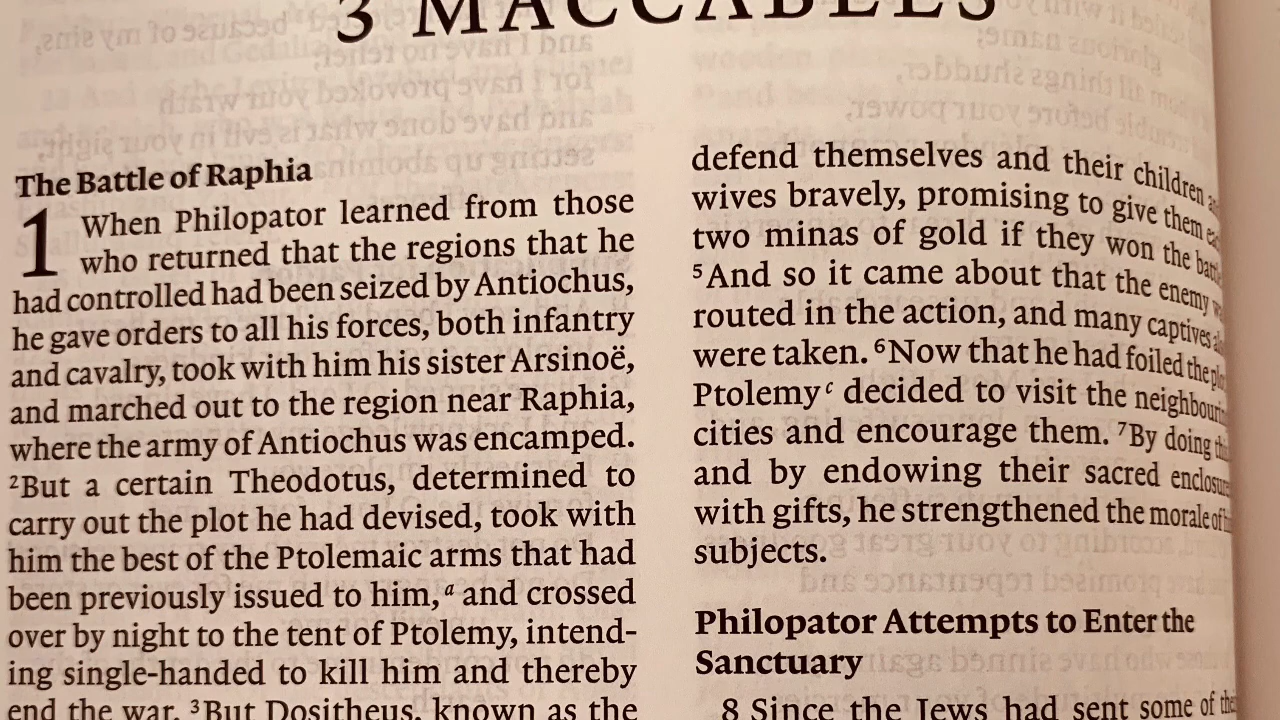 3 MACCABEES
The Battle of Raphia
1 When Philopator learned from those
who returned that the regions that he
had controlled had been seized by Antiochus,
he gave orders to all his forces, both infantry
and cavalry, took with him his sister Arsinoë,
and marched out to the region near Raphia,
where the army of Antiochus was encamped.
²But a certain Theodotus, determined to
carry out the plot he had devised, took with
him the best of the Ptolemaic arms that had
been previously issued to him,ᵃ and crossed
over by night to the tent of Ptolemy, intend-
ing single-handed to kill him and thereby
end the war. ³But Dositheus, known as the
defend themselves and their children
wives bravely, promising to give them
two minas of gold if they won the
⁵And so it came about that the enemy
routed in the action, and many captives
were taken. ⁶Now that he had foiled the
Ptolemyᶜ decided to visit the
cities and encourage them. ⁷By doing
and by endowing their sacred
with gifts, he strengthened the morale of
subjects.
Philopator Attempts to Enter the
Sanctuary
8 Since the Jews had sent some of